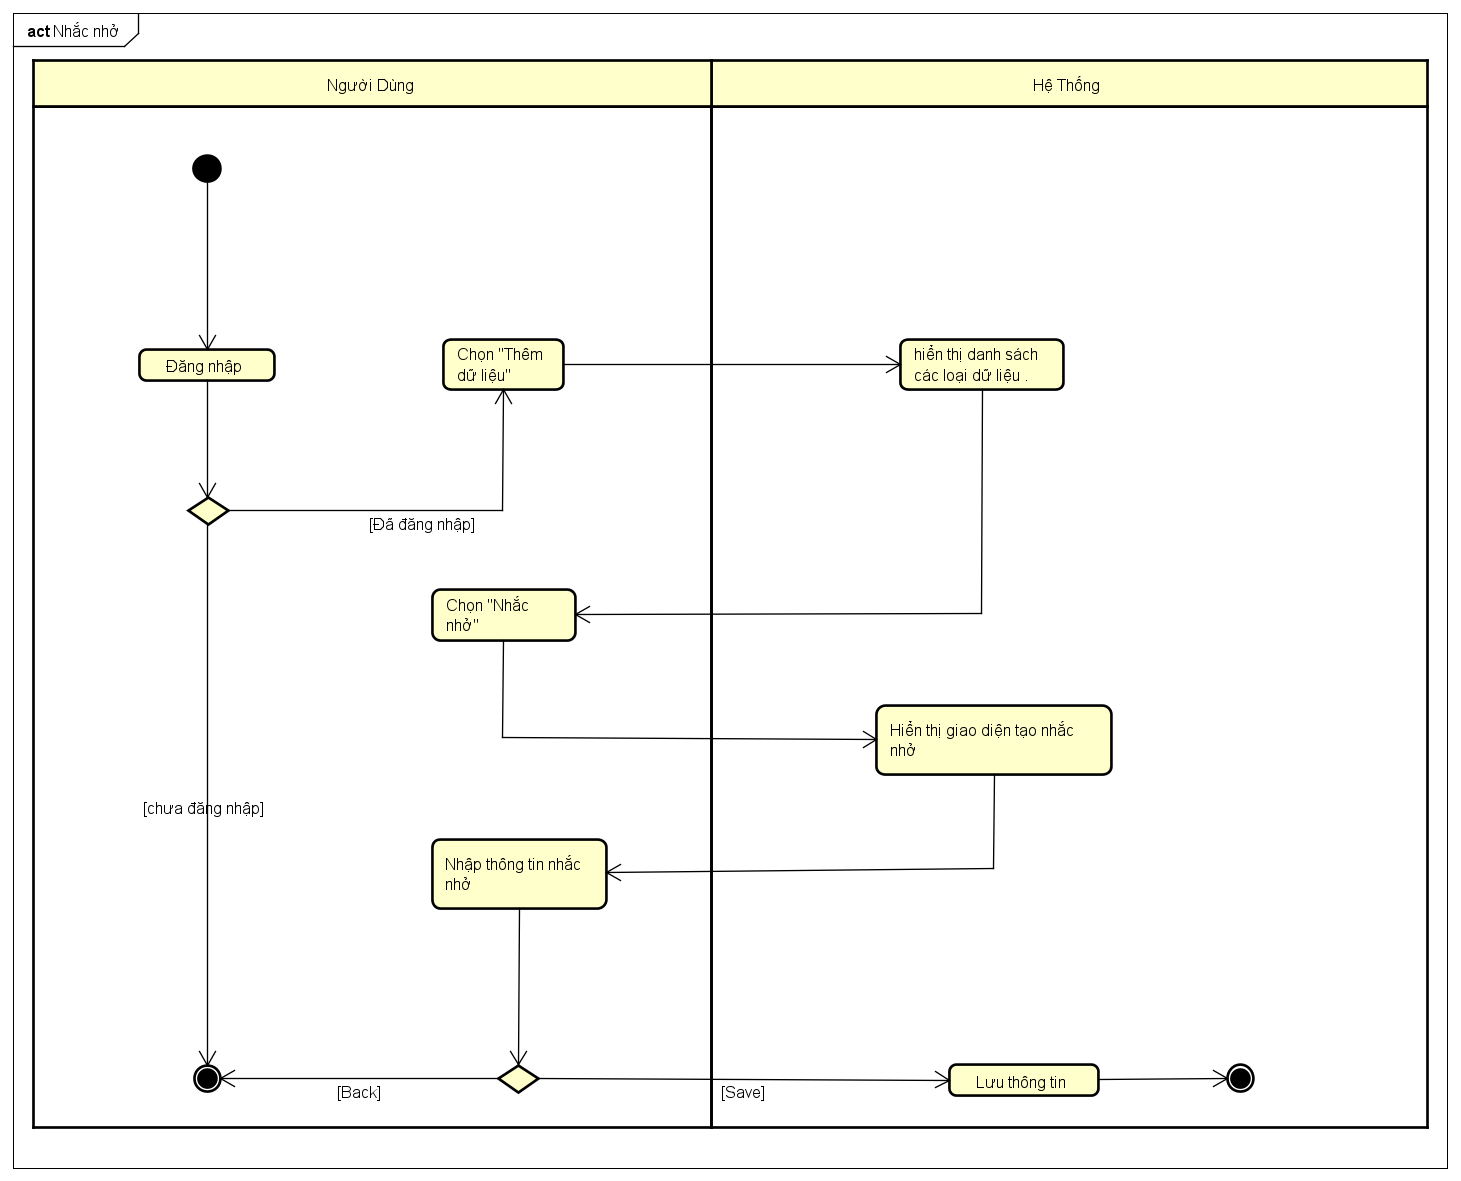 act Nhắc nhở
Người Dùng
Hệ Thống
Đăng nhập
Chọn "Thêm
dữ liệu"
hiển thị danh sách
các loại dữ liệu .
[Đã đăng nhập]
Chọn "Nhắc
nhở"
Hiển thị giao diện tạo nhắc
nhở
[chưa đăng nhập]
Nhập thông tin nhắc
nhở
[Back]
[Save]
Lưu thông tin